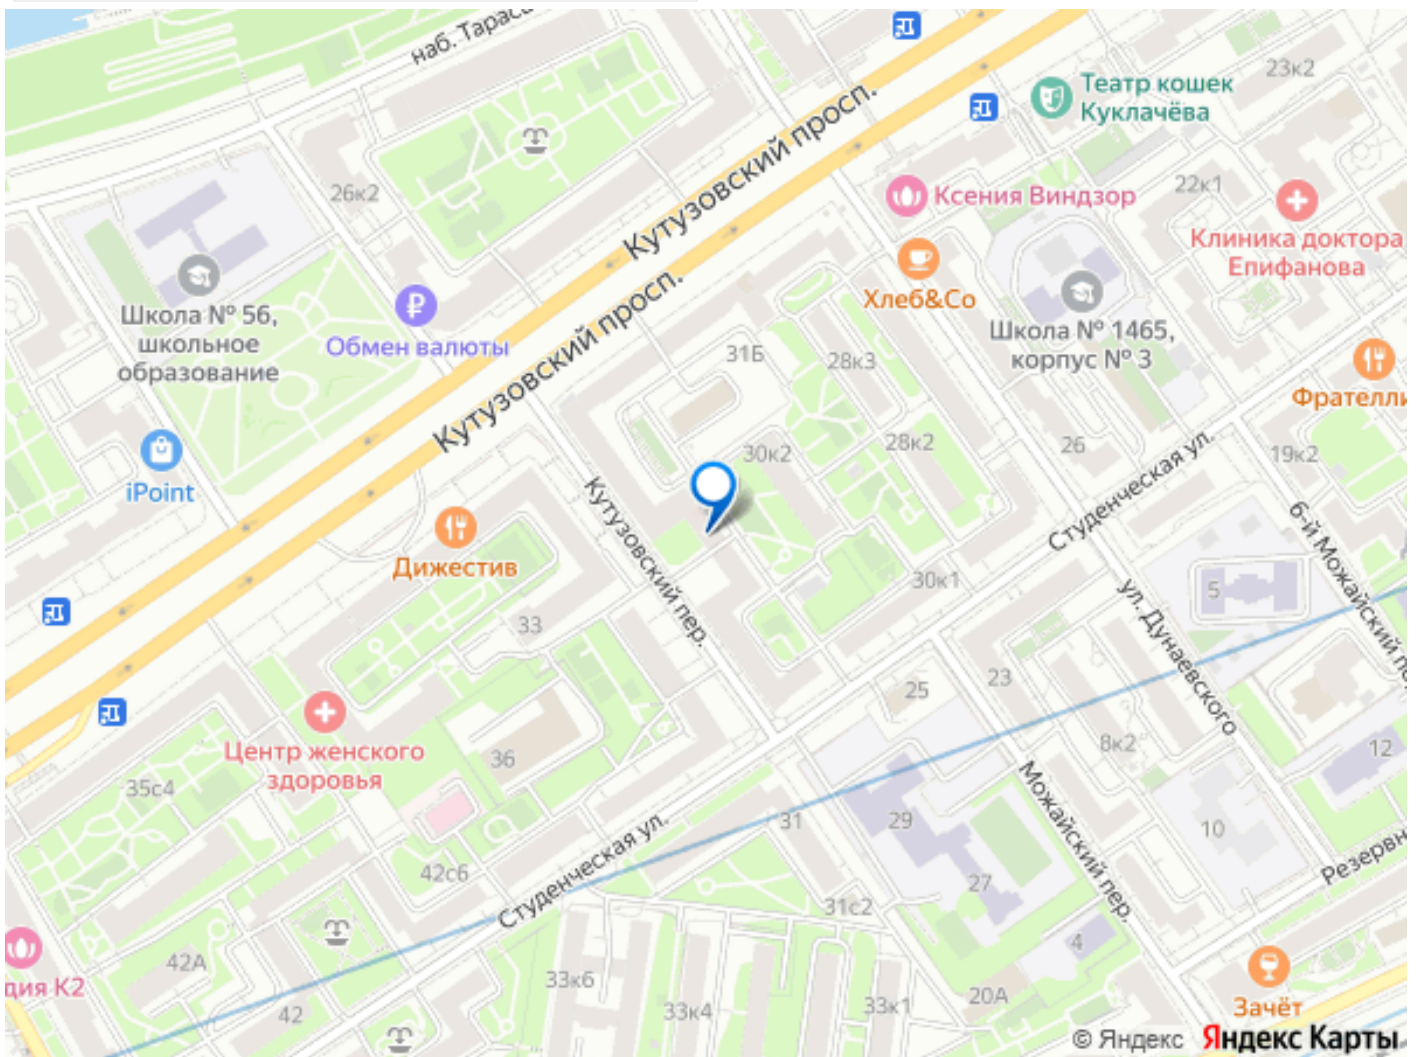 наб. Тарасо
23к2
Театр кошек
Куклачёва
Кутузовский просп.
26к2
Ксения Виндзор
22к1
Клиника доктора
Епифанова
Хлеб&Co
Школа № 56,
школьное
образование
Обмен валюты
Кутузовский просп.
31Б
28к3
Школа № 1465,
корпус № 3
Фрателли
iPoint
30к2
28к2
26
19к2
Студенческая ул.
6-й Можайский пе
Дижестив
Кутузовский пер.
30к1
5
ул. Дунаевского
33
25
23
Центр женского
здоровья
36
8к2
12
35с4
Можайский пер.
31
29
10
Студенческая ул.
42с6
27
Резервн
31с2
4
42А
дия К2
33к6
20А
42
33к4
33к1
Зачёт
© Яндекс Яндекс Карты